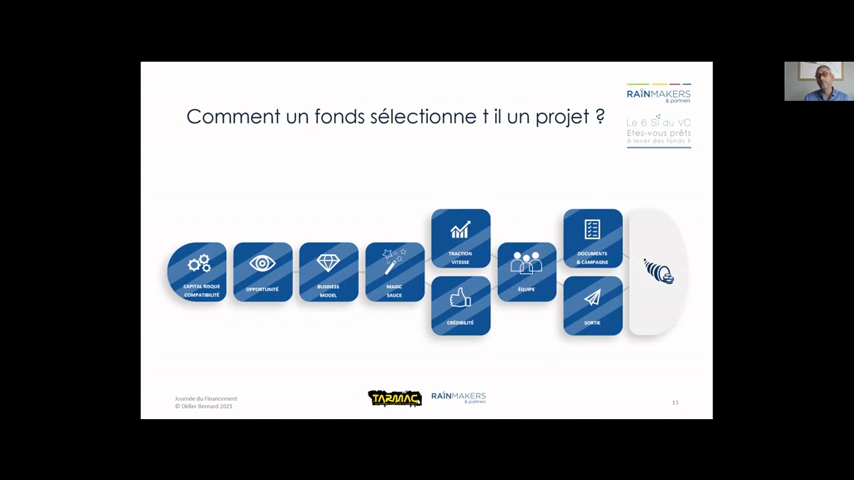 Comment un fonds sélectionne t il un projet ?
RAÏNMAKERS
& partners
Le 6 Si du VC
Etes-vous prêts
à lever des fonds ?
CAPITAL RISQUE
COMPATIBILITÉ
OPPORTUNITÉ
BUSINESS
MODEL
MAGIC
SAUCE
TRACTION
VITESSE
CRÉDIBILITÉ
ÉQUIPE
DOCUMENTS
& CAMPAGNE
SORTIE
Journée du Financement
© Didier Bernard 2021
TARMAC
RAÏNMAKERS
& partners
13